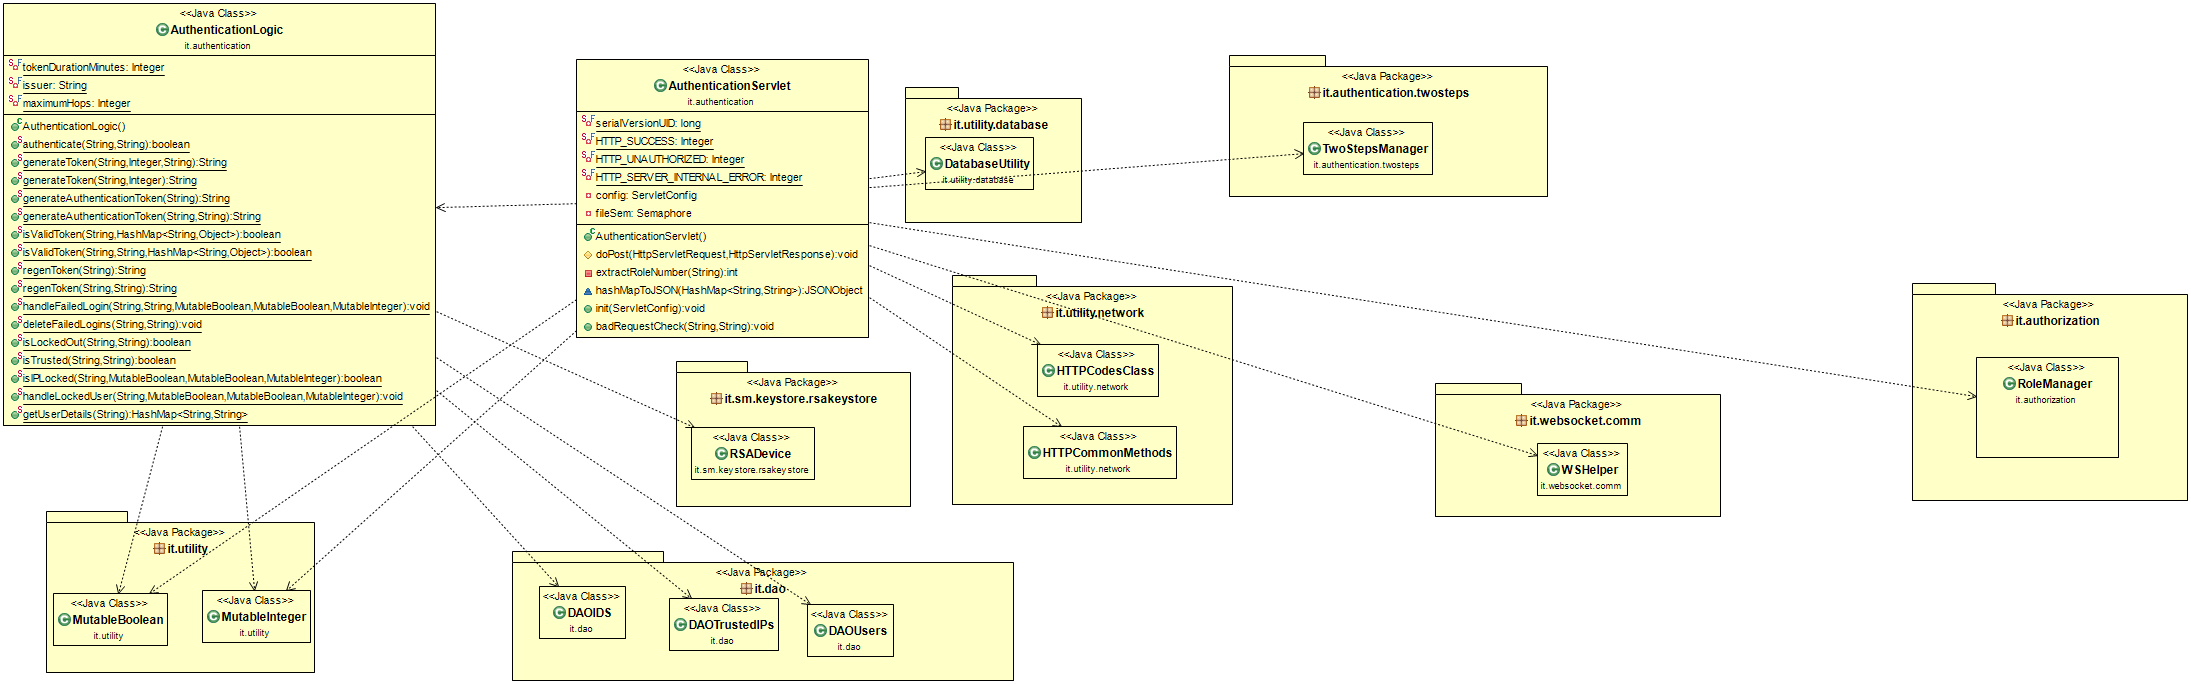 <<Java Class>>
AuthenticationLogic
it.authentication
tokenDurationMinutes: Integer
issuer: String
maximumHops: Integer
AuthenticationLogic()
authenticate(String,String):boolean
generateToken(String,Integer,String):String
generateToken(String,Integer):String
generateAuthenticationToken(String):String
generateAuthenticationToken(String,String):String
isValidToken(String,HashMap<String,Object>):boolean
isValidToken(String,String,HashMap<String,Object>):boolean
regenToken(String):String
regenToken(String,String):String
handleFailedLogin(String,String,MutableBoolean,MutableBoolean,MutableInteger):void
deleteFailedLogins(String,String):void
isLockedOut(String,String):boolean
isTrusted(String,String):boolean
isIPLocked(String,MutableBoolean,MutableBoolean,MutableInteger):boolean
handleLockedUser(String,MutableBoolean,MutableBoolean,MutableInteger):void
getUserDetails(String):HashMap<String,String>
<<Java Class>>
AuthenticationServlet
it.authentication
serialVersionUID: long
HTTP_SUCCESS: Integer
HTTP_UNAUTHORIZED: Integer
HTTP_SERVER_INTERNAL_ERROR: Integer
config: ServletConfig
fileSem: Semaphore
AuthenticationServlet()
doPost(HttpServletRequest,HttpServletResponse):void
extractRoleNumber(String):int
hashMapToJSON(HashMap<String,String>):JSONObject
init(ServletConfig):void
badRequestCheck(String,String):void
<<Java Package>>
it.utility.database
<<Java Class>>
DatabaseUtility
it.utility.database
<<Java Package>>
it.authentication.twosteps
<<Java Class>>
TwoStepsManager
it.authentication.twosteps
<<Java Package>>
it.utility.network
<<Java Class>>
HTTPCodesClass
it.utility.network
<<Java Class>>
HTTPCommonMethods
it.utility.network
<<Java Package>>
it.authorization
<<Java Class>>
RoleManager
it.authorization
<<Java Package>>
it.sm.keystore.rsakeystore
<<Java Class>>
RSADevice
it.sm.keystore.rsakeystore
<<Java Package>>
it.websocket.comm
<<Java Class>>
WSHelper
it.websocket.comm
<<Java Package>>
it.utility
<<Java Class>>
MutableBoolean
it.utility
<<Java Class>>
MutableInteger
it.utility
<<Java Package>>
it.dao
<<Java Class>>
DAOIDS
it.dao
<<Java Class>>
DAOTrustedIPs
it.dao
<<Java Class>>
DAOUsers
it.dao